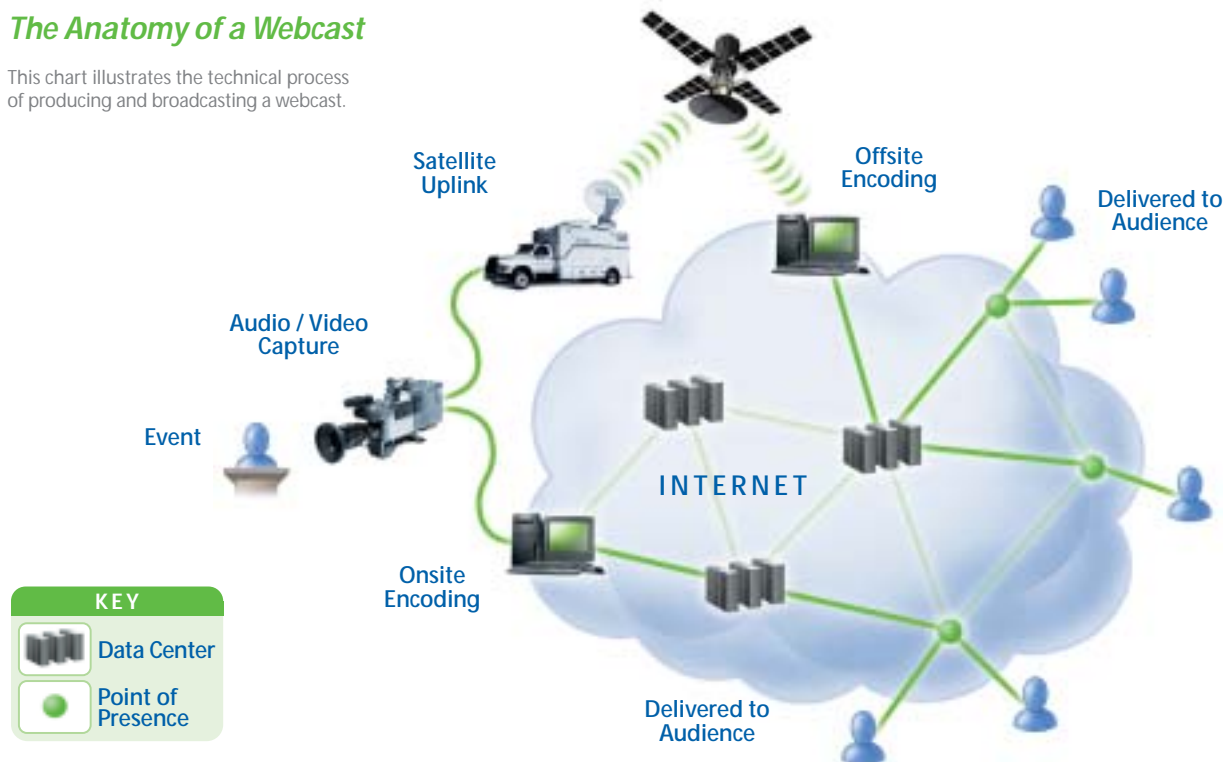 The Anatomy of a Webcast
This chart illustrates the technical process
of producing and broadcasting a webcast.
Satellite
Uplink
Offsite
Encoding
Delivered to
Audience
Audio / Video
Capture
Event
INTERNET
Onsite
Encoding
KEY
Data Center
Point of
Presence
Delivered to
Audience